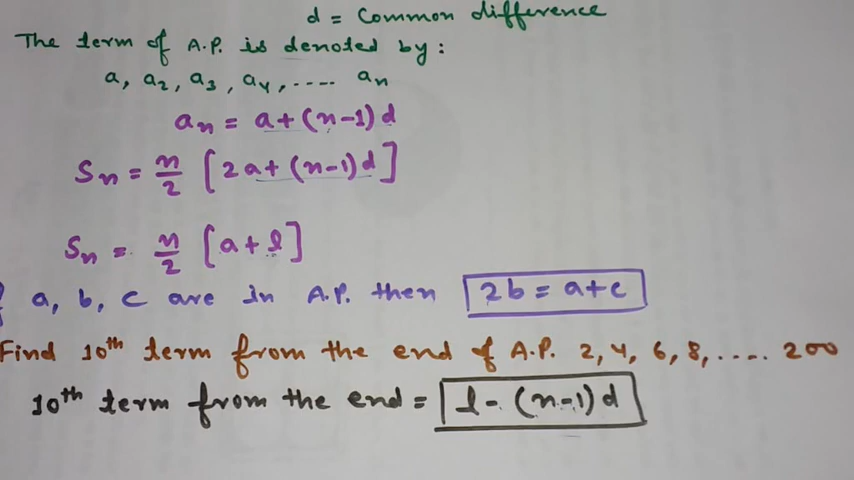 d = Common difference
The term of A.P. is denoted by:
a, a₂, a₃, a₄, ..... aₙ
aₙ = a+(n-1)d
Sₙ = n/2 [2a+(n-1)d]
Sₙ = n/2 [a+l]
a, b, c are in A.P. then 2b = a+c
Find 10th term from the end of A.P. 2, 4, 6, 8, ..... 200
10th term from the end = l - (n-1)d